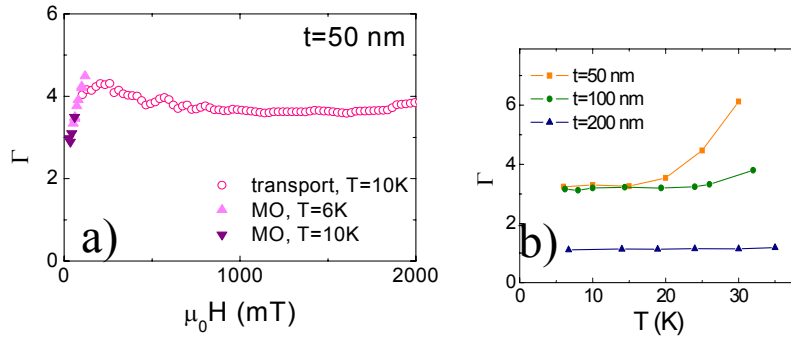 6
4
2
0
Γ
t=50 nm
transport, T=10K
MO, T=6K
MO, T=10K
a)
0 1000 2000
μ₀H (mT)
6
4
2
0
Γ
t=50 nm
t=100 nm
t=200 nm
b)
0 10 20 30
T (K)